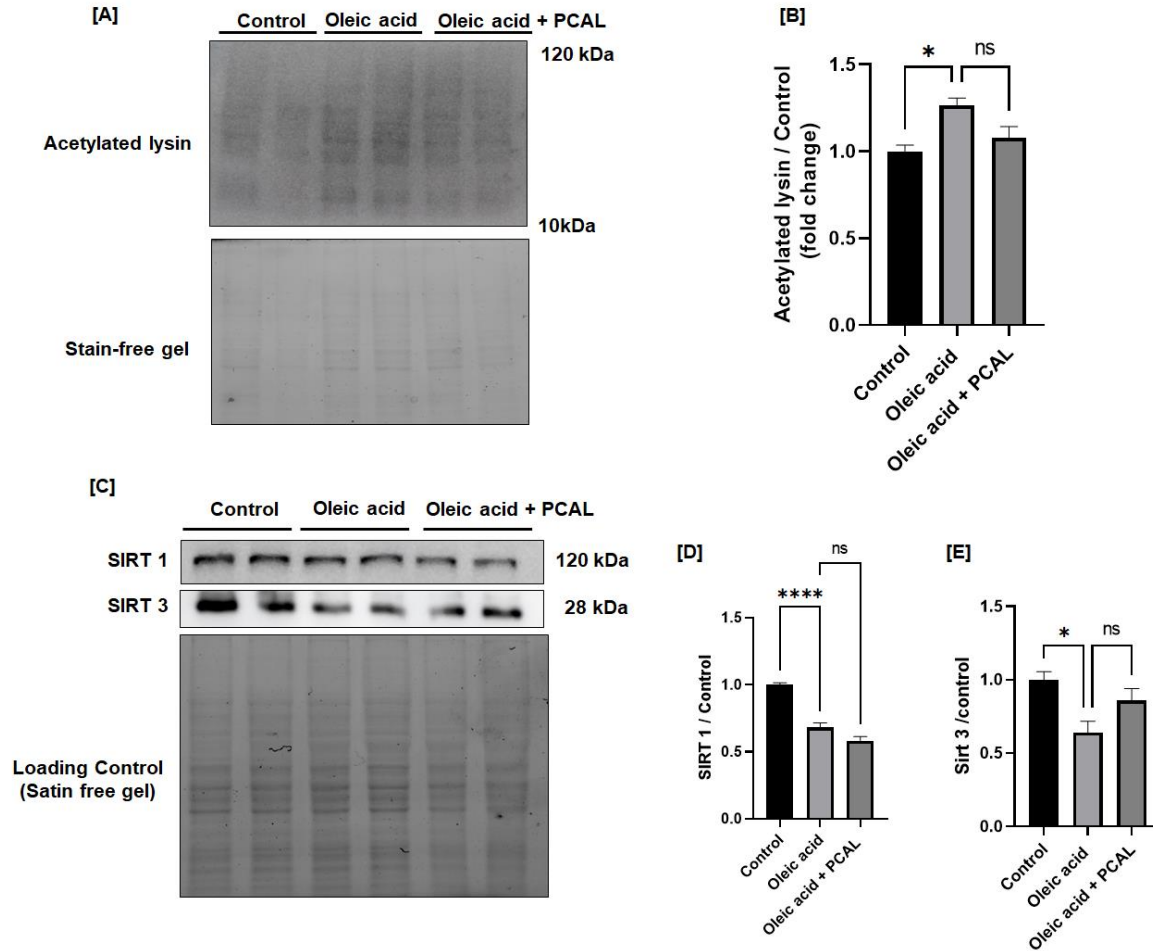 [A]
Control Oleic acid Oleic acid + PCAL
120 kDa
Acetylated lysin
10kDa
Stain-free gel
[B]
* ns
1.5
1.0
0.5
0.0
Acetylated lysin / Control
(fold change)
Control
Oleic acid
Oleic acid + PCAL
[C]
Control Oleic acid Oleic acid + PCAL
SIRT 1 120 kDa
SIRT 3 28 kDa
Loading Control
(Satin free gel)
[D]
ns
****
1.5
1.0
0.5
0.0
SIRT 1 / Control
Control
Oleic acid
Oleic acid + PCAL
[E]
* ns
1.5
1.0
0.5
0.0
Sirt 3 /control
Control
Oleic acid
Oleic acid + PCAL